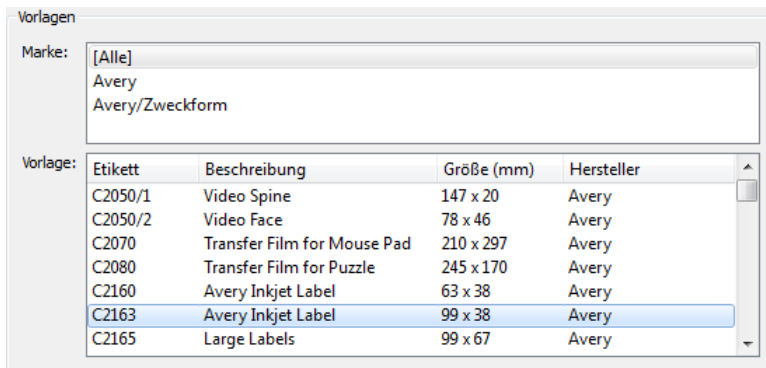 Vorlagen
Marke:
[Alle]
Avery
Avery/Zweckform
Vorlage:
Etikett Beschreibung Größe (mm) Hersteller
C2050/1 Video Spine 147 x 20 Avery
C2050/2 Video Face 78 x 46 Avery
C2070 Transfer Film for Mouse Pad 210 x 297 Avery
C2080 Transfer Film for Puzzle 245 x 170 Avery
C2160 Avery Inkjet Label 63 x 38 Avery
C2163 Avery Inkjet Label 99 x 38 Avery
C2165 Large Labels 99 x 67 Avery